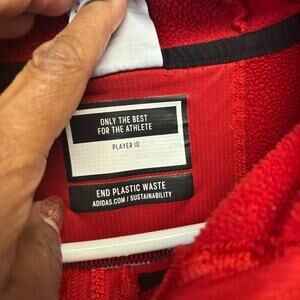 ONLY THE BEST
FOR THE ATHLETE
PLAYER ID
END PLASTIC WASTE
ADIDAS.COM / SUSTAINABILITY